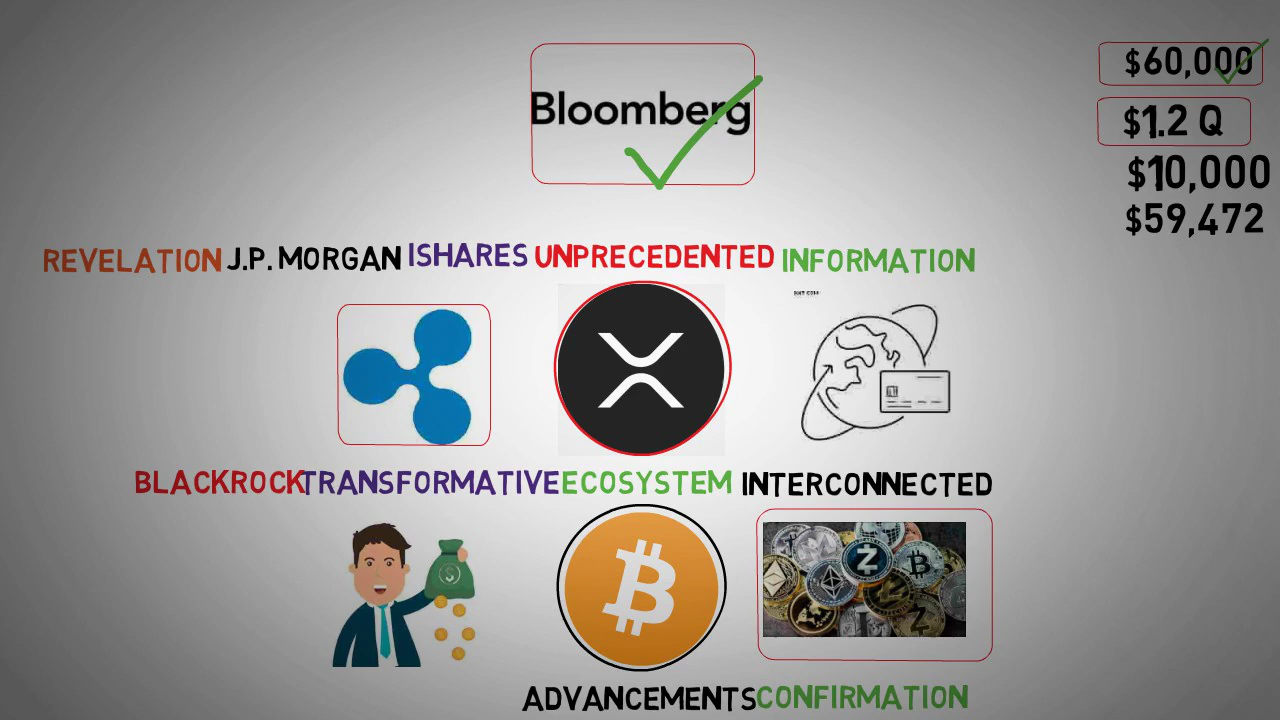 Bloomberg
$60,000
$1.2 Q
$10,000
$59,472
REVELATION J.P. MORGAN ISHARES UNPRECEDENTED INFORMATION
BLACKROCK TRANSFORMATIVE ECOSYSTEM INTERCONNECTED
ADVANCEMENTS CONFIRMATION